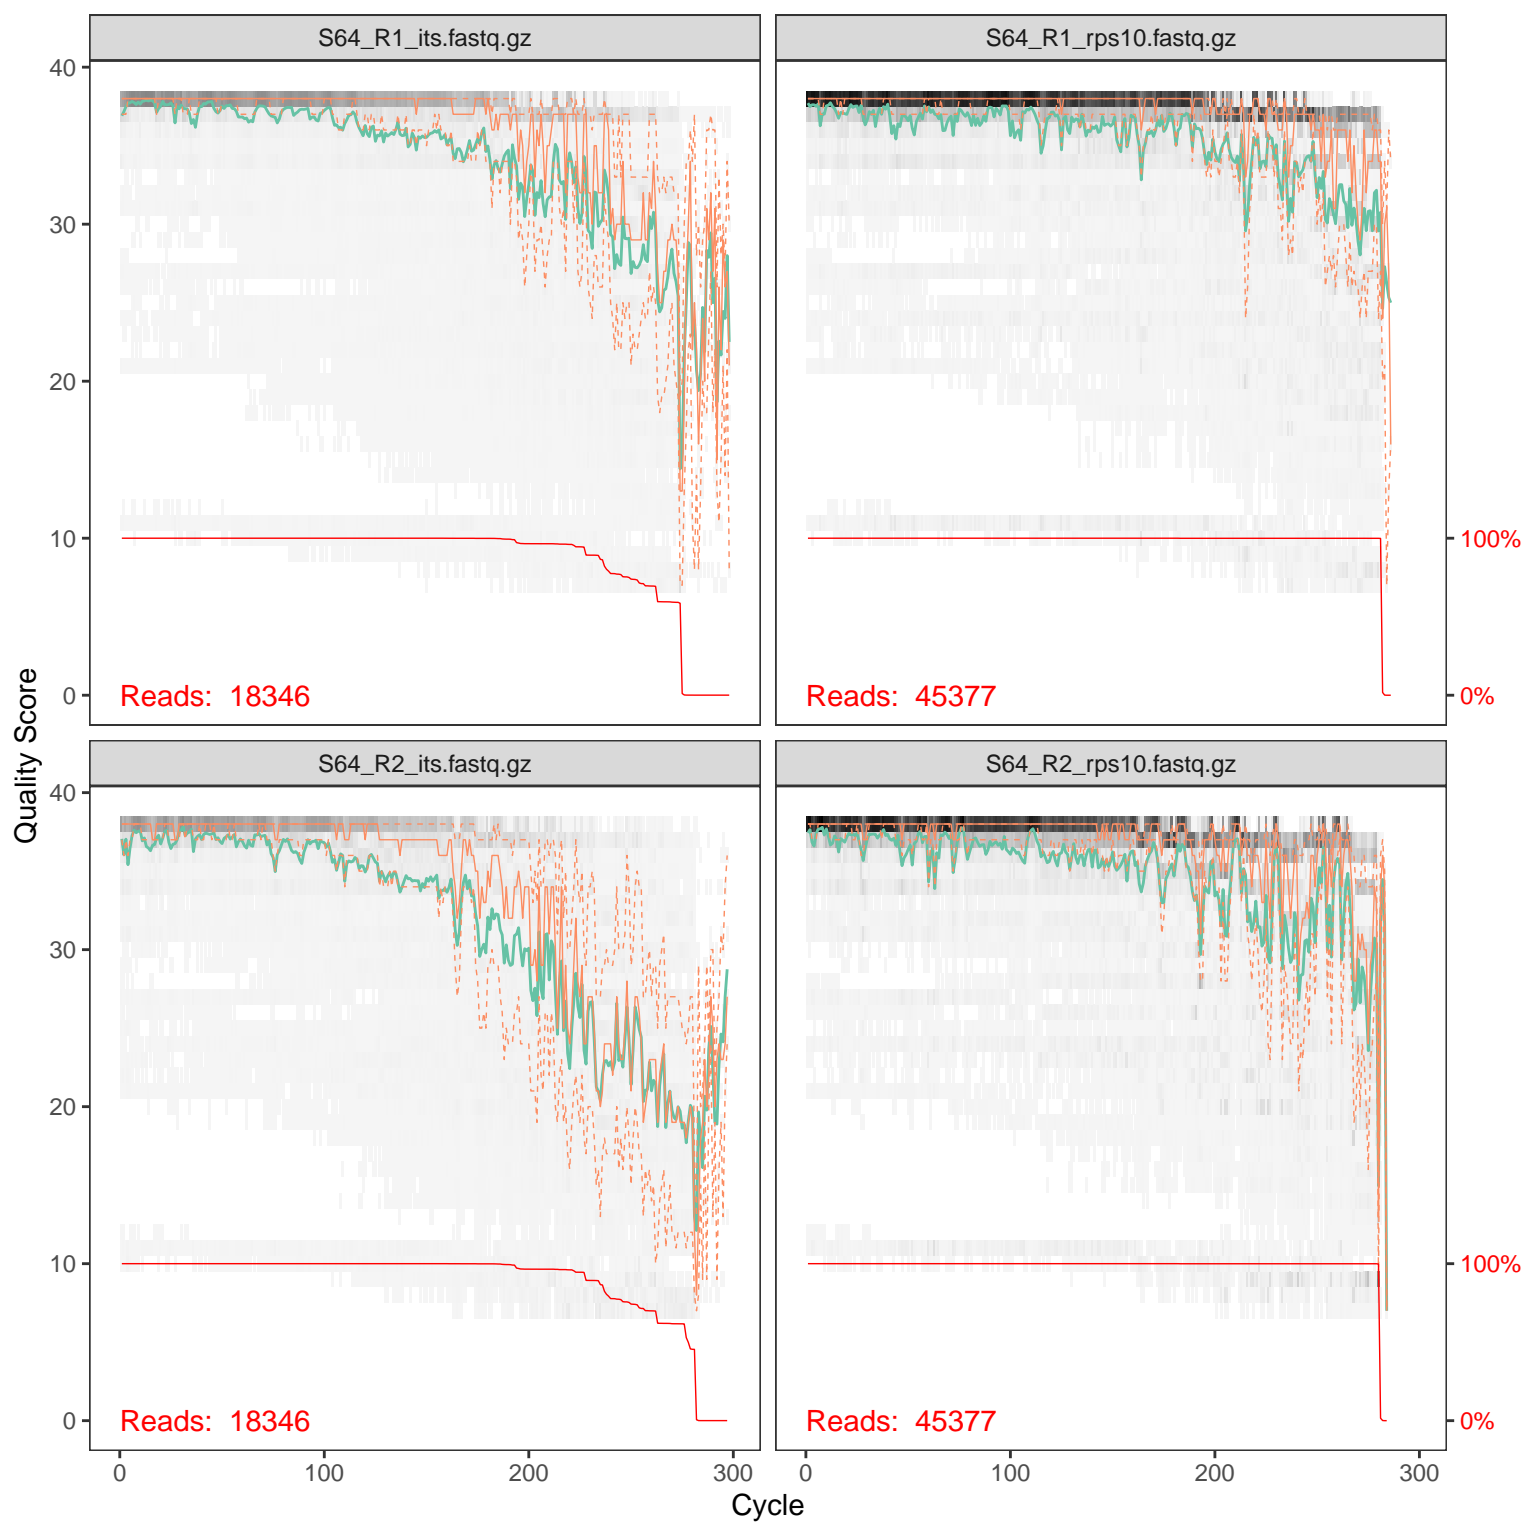 S64_R1_its.fastq.gz
S64_R1_rps10.fastq.gz
40
30
20
10
0
Reads: 18346
Reads: 45377
100%
0%
Quality Score
S64_R2_its.fastq.gz
S64_R2_rps10.fastq.gz
40
30
20
10
0
Reads: 18346
Reads: 45377
100%
0%
0 100 200 300
0 100 200 300
Cycle